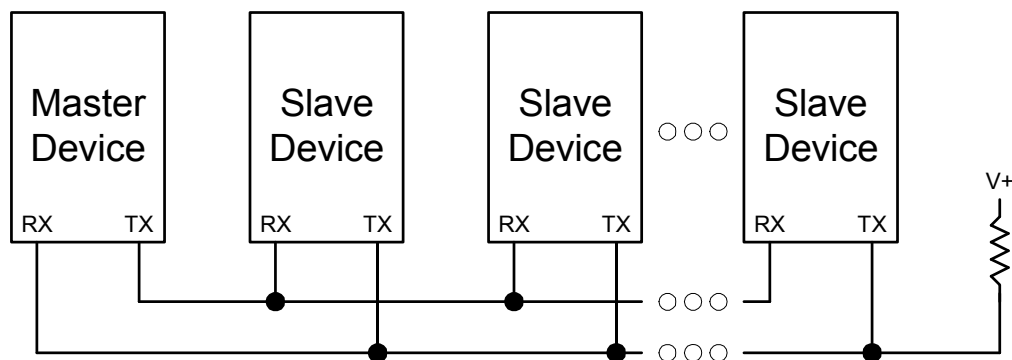 Master
Device
Slave
Device
Slave
Device
Slave
Device
RX TX
RX TX
RX TX
RX TX
V+